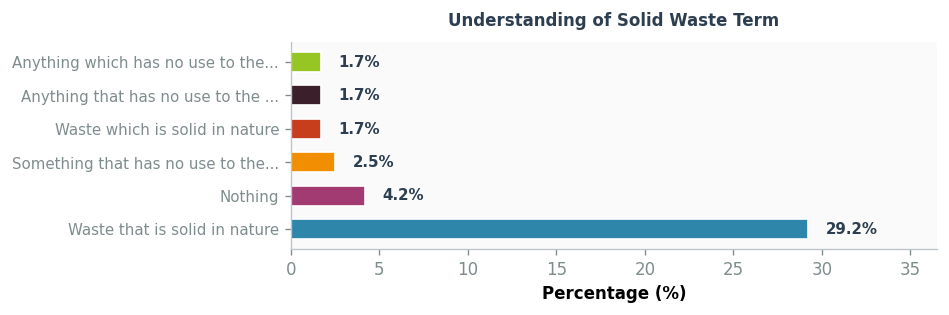 Understanding of Solid Waste Term
Anything which has no use to the... 1.7%
Anything that has no use to the ... 1.7%
Waste which is solid in nature 1.7%
Something that has no use to the... 2.5%
Nothing 4.2%
Waste that is solid in nature 29.2%
0 5 10 15 20 25 30 35
Percentage (%)